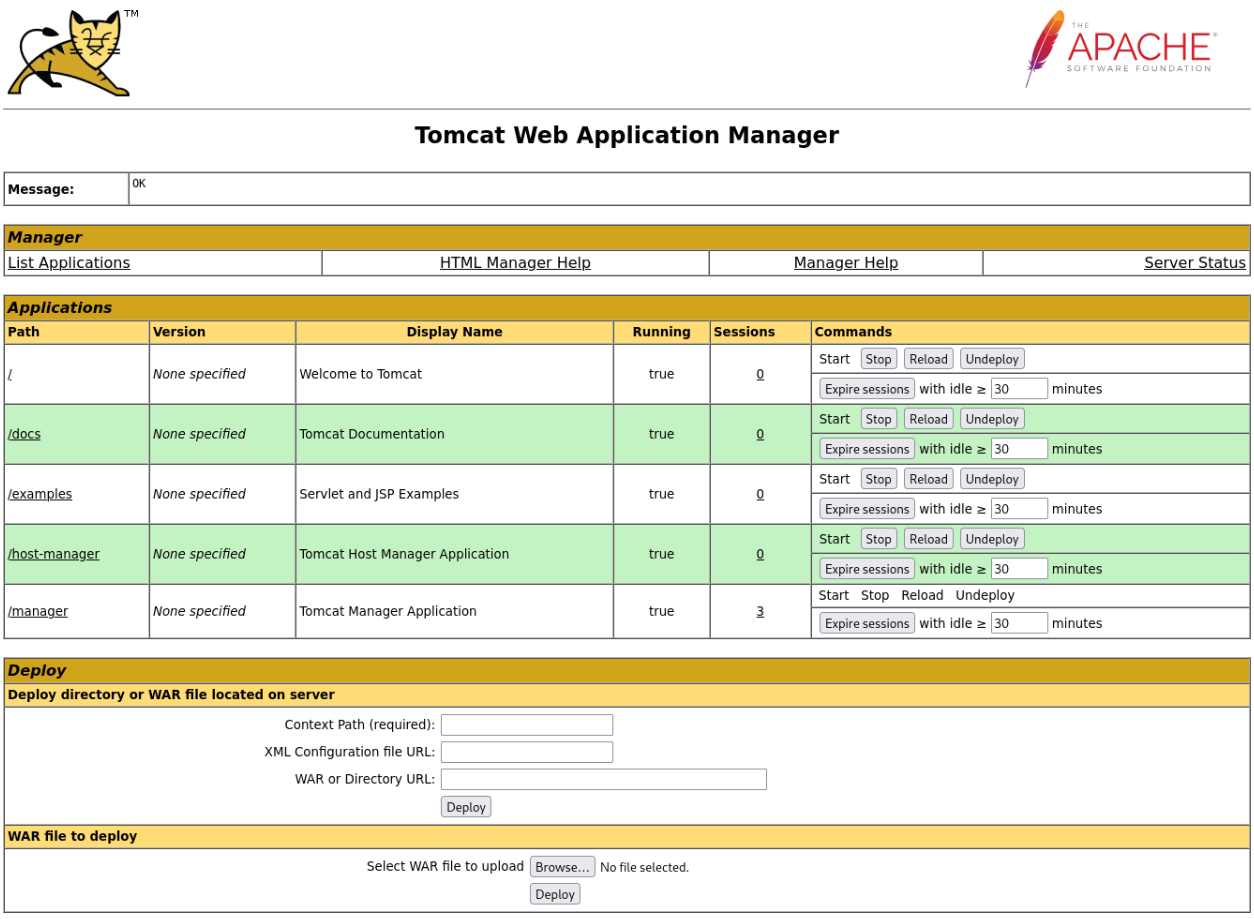 TM
THE
APACHE®
SOFTWARE FOUNDATION
Tomcat Web Application Manager
Message: OK
Manager
List Applications HTML Manager Help Manager Help Server Status
Applications
Path Version Display Name Running Sessions Commands
/ None specified Welcome to Tomcat true 0 Start Stop Reload Undeploy
Expire sessions with idle ≥ 30 minutes
/docs None specified Tomcat Documentation true 0 Start Stop Reload Undeploy
Expire sessions with idle ≥ 30 minutes
/examples None specified Servlet and JSP Examples true 0 Start Stop Reload Undeploy
Expire sessions with idle ≥ 30 minutes
/host-manager None specified Tomcat Host Manager Application true 0 Start Stop Reload Undeploy
Expire sessions with idle ≥ 30 minutes
/manager None specified Tomcat Manager Application true 3 Start Stop Reload Undeploy
Expire sessions with idle ≥ 30 minutes
Deploy
Deploy directory or WAR file located on server
Context Path (required):
XML Configuration file URL:
WAR or Directory URL:
Deploy
WAR file to deploy
Select WAR file to upload Browse... No file selected.
Deploy